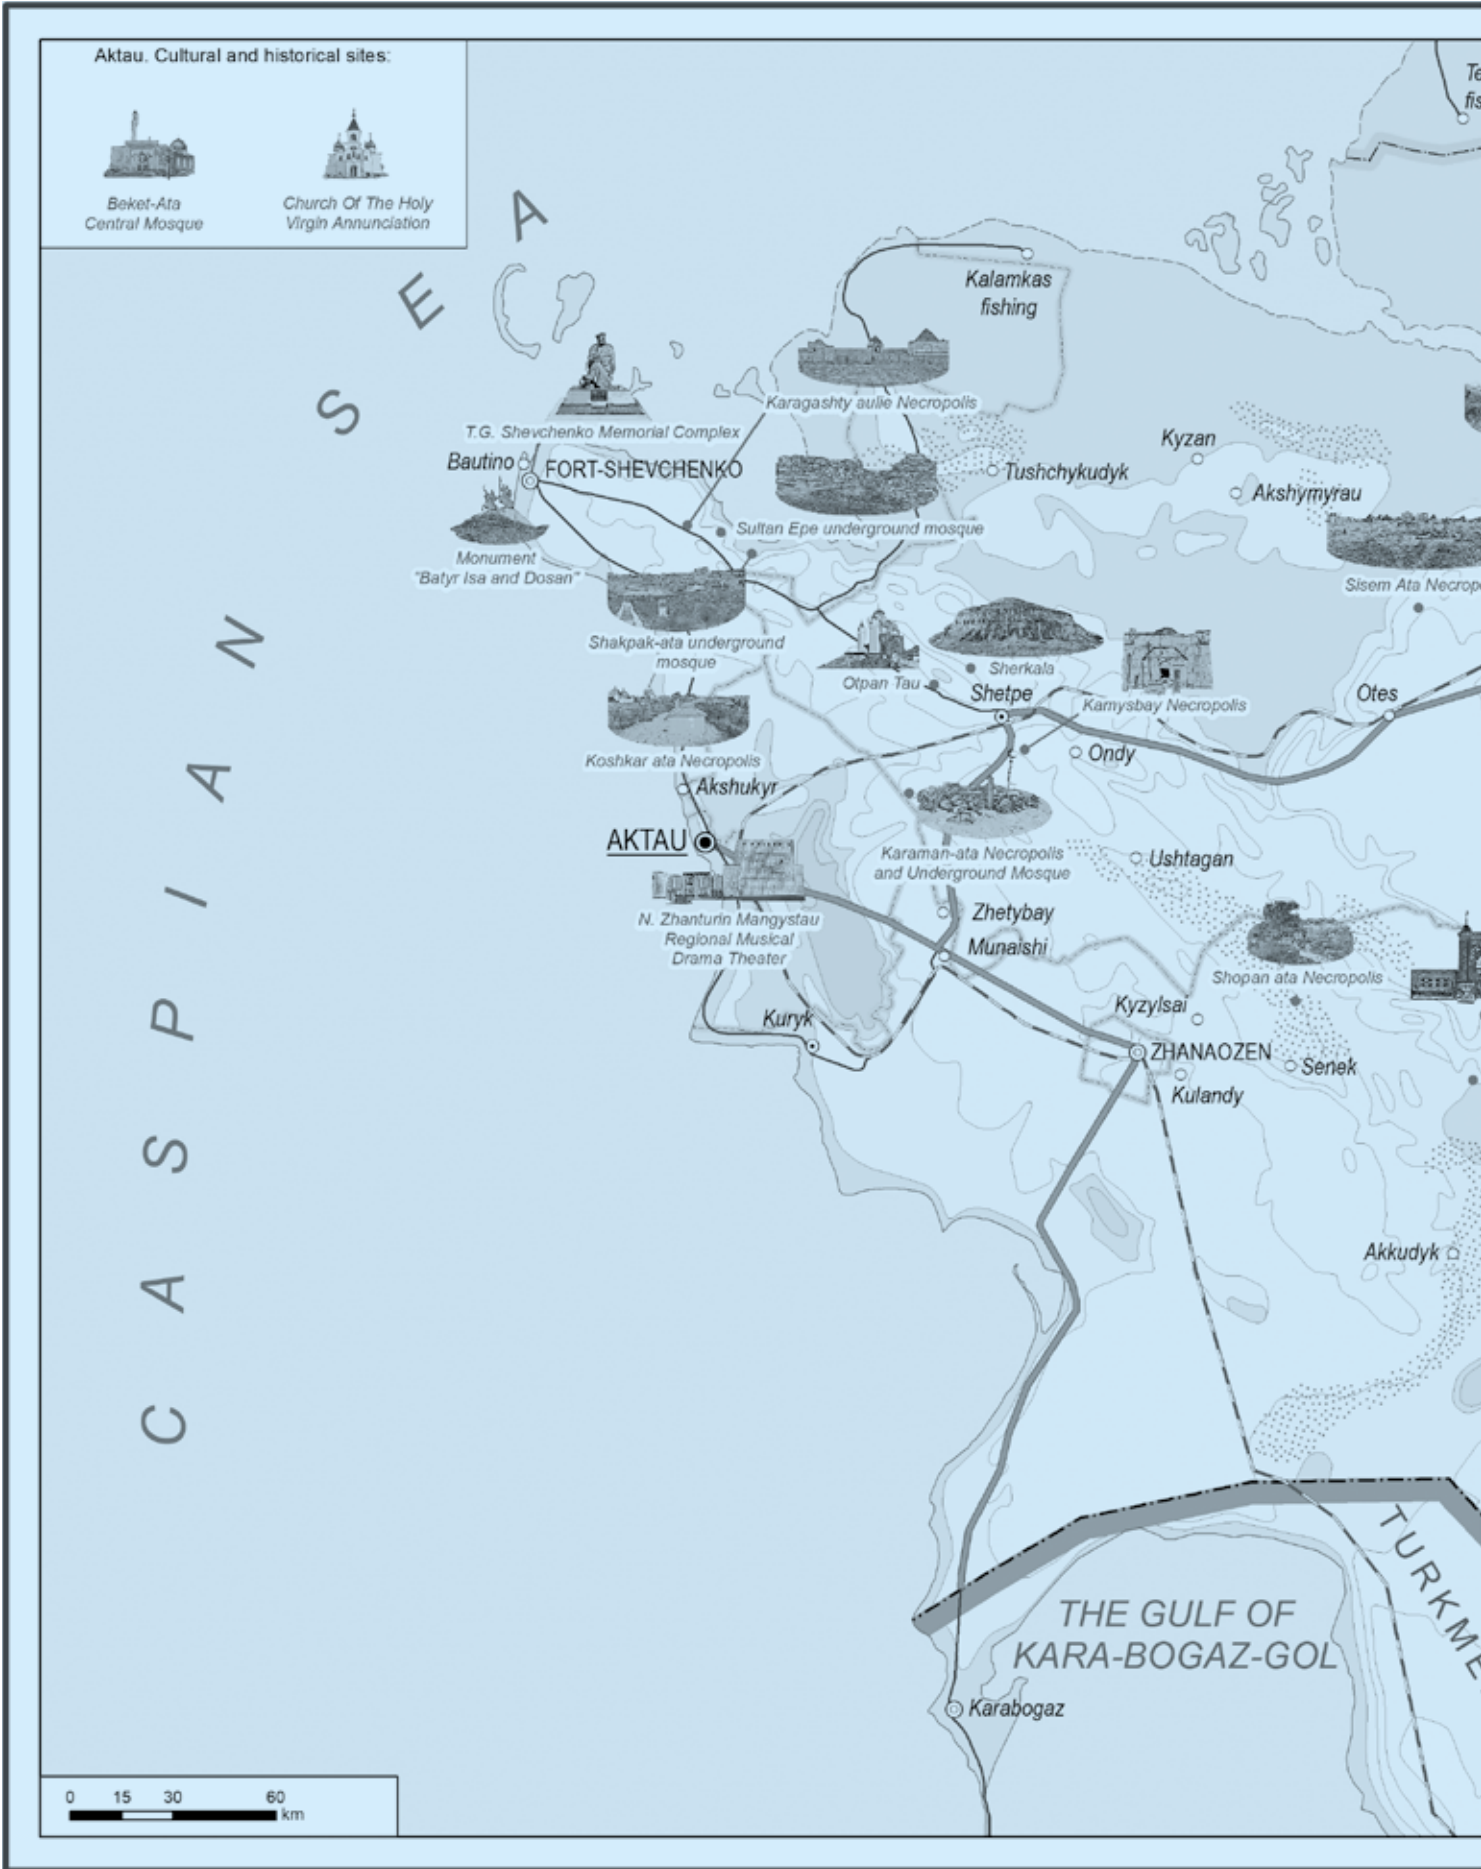 Aktau. Cultural and historical sites:
Beket-Ata
Central Mosque
Church Of The Holy
Virgin Annunciation
CASPIAN SEA
Kalamkas
fishing
Karagashty aulie Necropolis
T.G. Shevchenko Memorial Complex
Bautino
FORT-SHEVCHENKO
Kyzan
Tushchykudyk
Akshymyrau
Sultan Epe underground mosque
Monument
"Batyr Isa and Dosan"
Shakpak-ata underground
mosque
Sherkala
Otpan Tau
Shetpe
Kamysbay Necropolis
Otes
Ondy
Koshkar ata Necropolis
Akshukyr
AKTAU
Karaman-ata Necropolis
and Underground Mosque
Ushtagan
N. Zhanturin Mangystau
Regional Musical
Drama Theater
Zhetybay
Munaishi
Shopan ata Necropolis
Kyzylsai
Kuryk
ZHANAOZEN
Senek
Kulandy
Akkudyk
THE GULF OF
KARA-BOGAZ-GOL
Karabogaz
0 15 30 60
km